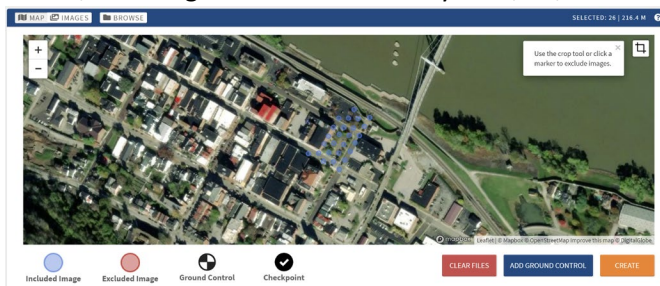 MAP IMAGES BROWSE SELECTED: 26 | 216.4 M
+
−
Use the crop tool or click a
marker to exclude images.
×
mapbox Leaflet | © Mapbox © OpenStreetMap Improve this map © DigitalGlobe
Included Image Excluded Image Ground Control Checkpoint
CLEAR FILES ADD GROUND CONTROL CREATE